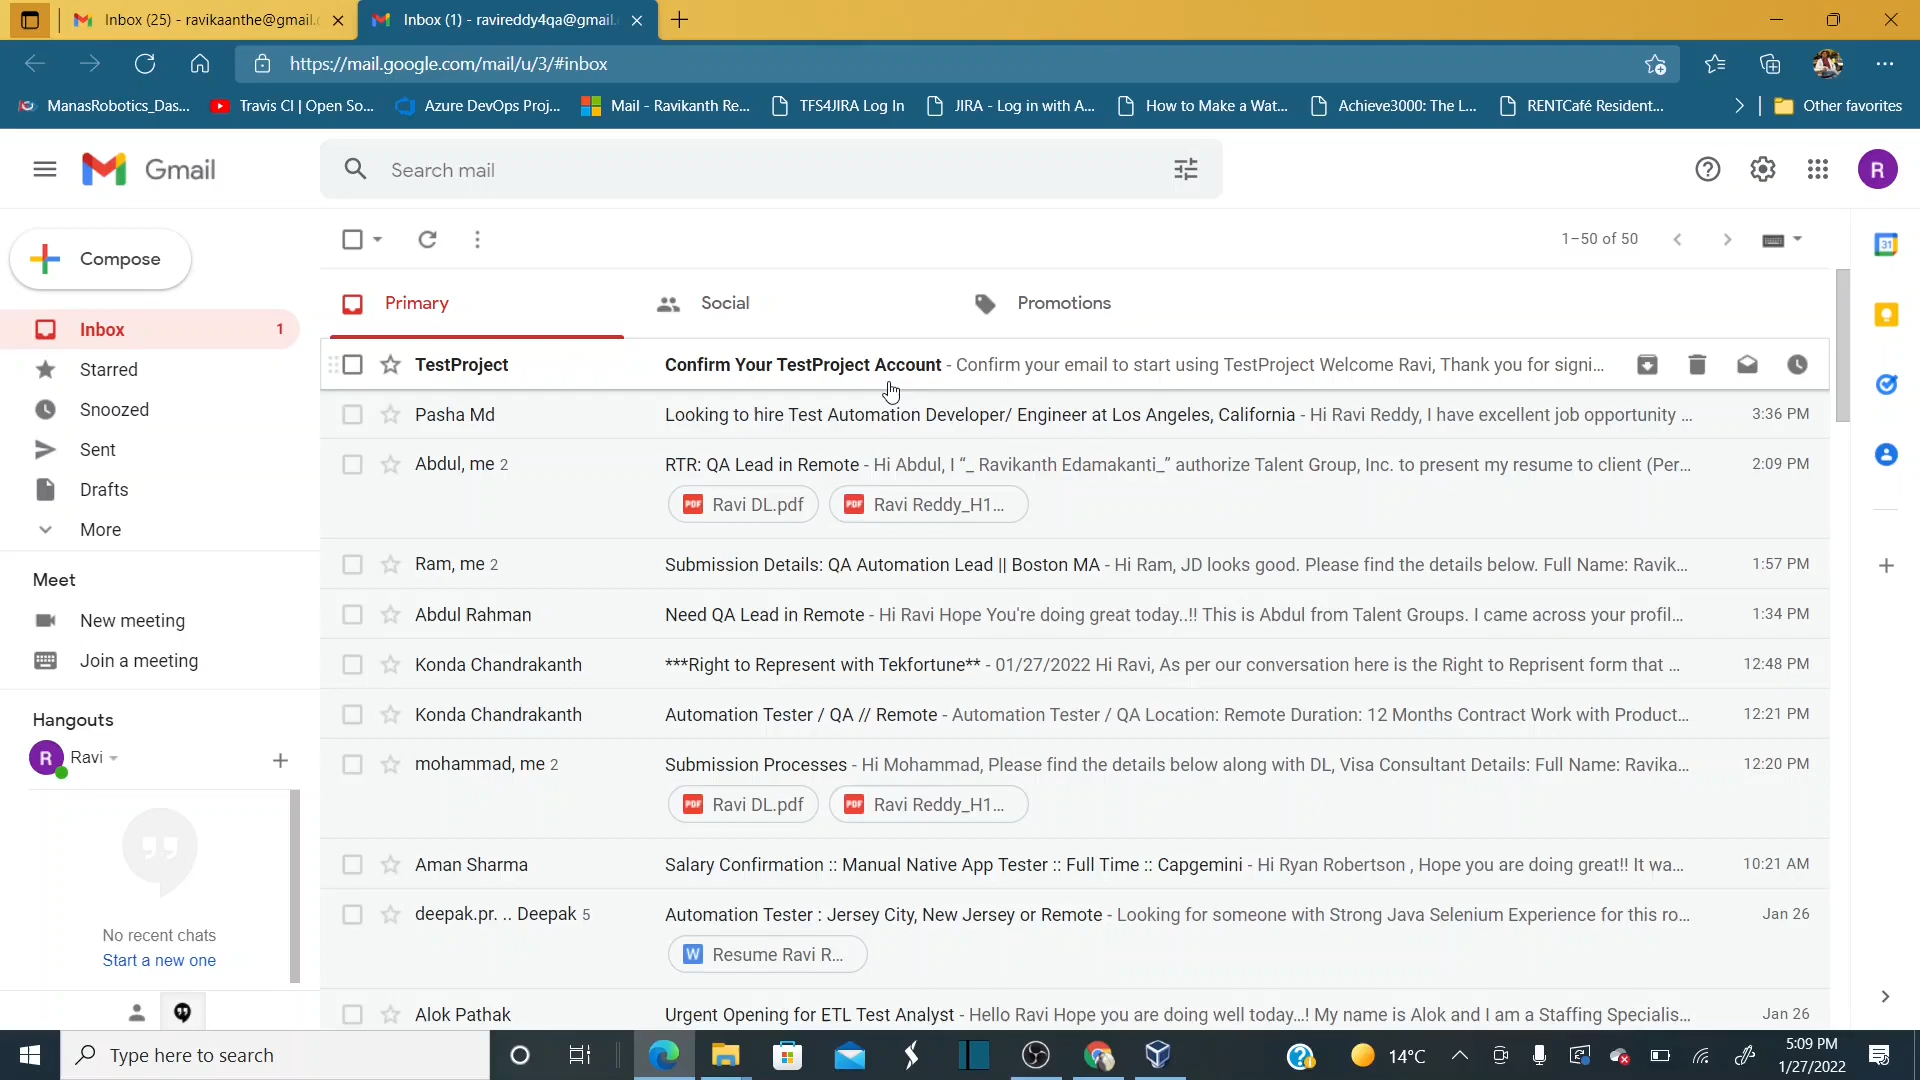 Inbox (25) - ravikaanthe@gmail.
Inbox (1) - ravireddy4qa@gmail.
https://mail.google.com/mail/u/3/#inbox
ManasRobotics_Das...
Travis CI | Open So...
Azure DevOps Proj...
Mail - Ravikanth Re...
TFS4JIRA Log In
JIRA - Log in with A...
How to Make a Wat...
Achieve3000: The L...
RENTCafé Resident...
Other favorites
Gmail
Search mail
R
Compose
1–50 of 50
31
Primary
Social
Promotions
Inbox 1
Starred
Snoozed
Sent
Drafts
More
Meet
New meeting
Join a meeting
Hangouts
R Ravi
No recent chats
Start a new one
TestProject Confirm Your TestProject Account - Confirm your email to start using TestProject Welcome Ravi, Thank you for signi...
Pasha Md Looking to hire Test Automation Developer/ Engineer at Los Angeles, California - Hi Ravi Reddy, I have excellent job opportunity ... 3:36 PM
Abdul, me 2 RTR: QA Lead in Remote - Hi Abdul, I “_ Ravikanth Edamakanti_” authorize Talent Group, Inc. to present my resume to client (Per... 2:09 PM
PDF Ravi DL.pdf PDF Ravi Reddy_H1...
Ram, me 2 Submission Details: QA Automation Lead || Boston MA - Hi Ram, JD looks good. Please find the details below. Full Name: Ravik... 1:57 PM
Abdul Rahman Need QA Lead in Remote - Hi Ravi Hope You're doing great today..!! This is Abdul from Talent Groups. I came across your profil... 1:34 PM
Konda Chandrakanth ***Right to Represent with Tekfortune** - 01/27/2022 Hi Ravi, As per our conversation here is the Right to Reprisent form that ... 12:48 PM
Konda Chandrakanth Automation Tester / QA // Remote - Automation Tester / QA Location: Remote Duration: 12 Months Contract Work with Product... 12:21 PM
mohammad, me 2 Submission Processes - Hi Mohammad, Please find the details below along with DL, Visa Consultant Details: Full Name: Ravika... 12:20 PM
PDF Ravi DL.pdf PDF Ravi Reddy_H1...
Aman Sharma Salary Confirmation :: Manual Native App Tester :: Full Time :: Capgemini - Hi Ryan Robertson , Hope you are doing great!! It wa... 10:21 AM
deepak.pr. .. Deepak 5 Automation Tester : Jersey City, New Jersey or Remote - Looking for someone with Strong Java Selenium Experience for this ro... Jan 26
W Resume Ravi R...
Alok Pathak Urgent Opening for ETL Test Analyst - Hello Ravi Hope you are doing well today...! My name is Alok and I am a Staffing Specialis... Jan 26
Type here to search
14°C
5:09 PM
1/27/2022